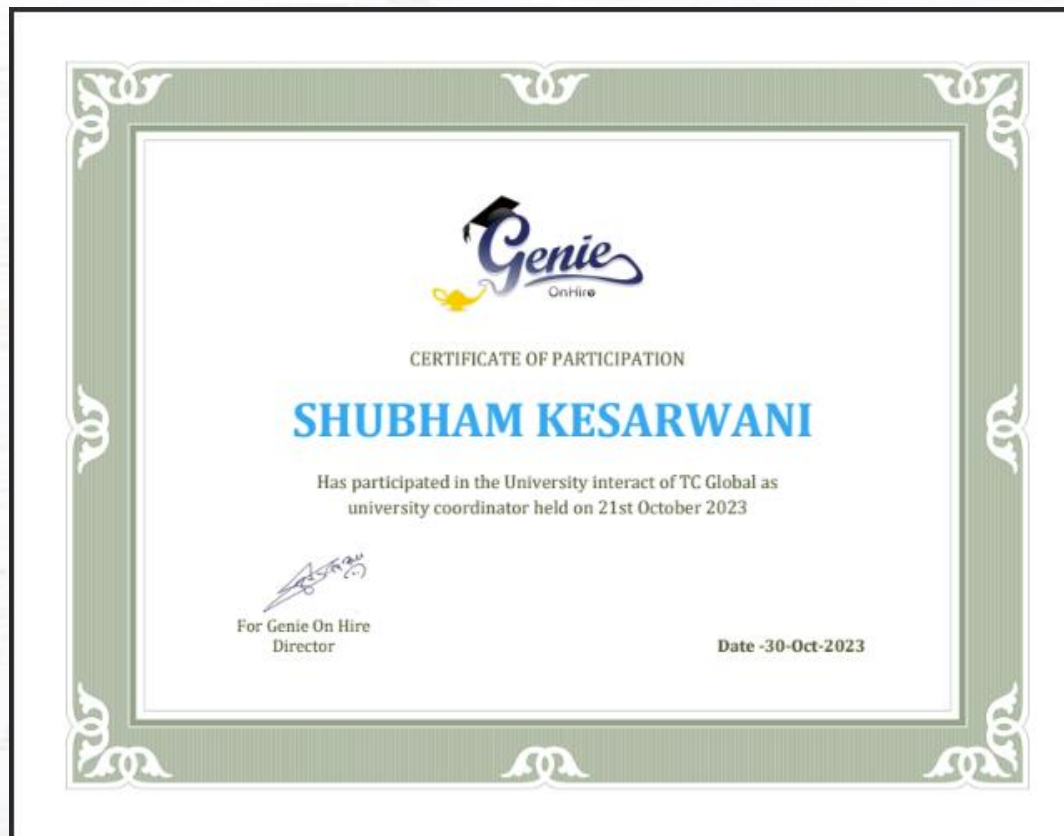 Genie
OnHire
CERTIFICATE OF PARTICIPATION
SHUBHAM KESARWANI
Has participated in the University interact of TC Global as
university coordinator held on 21st October 2023
For Genie On Hire
Director
Date -30-Oct-2023